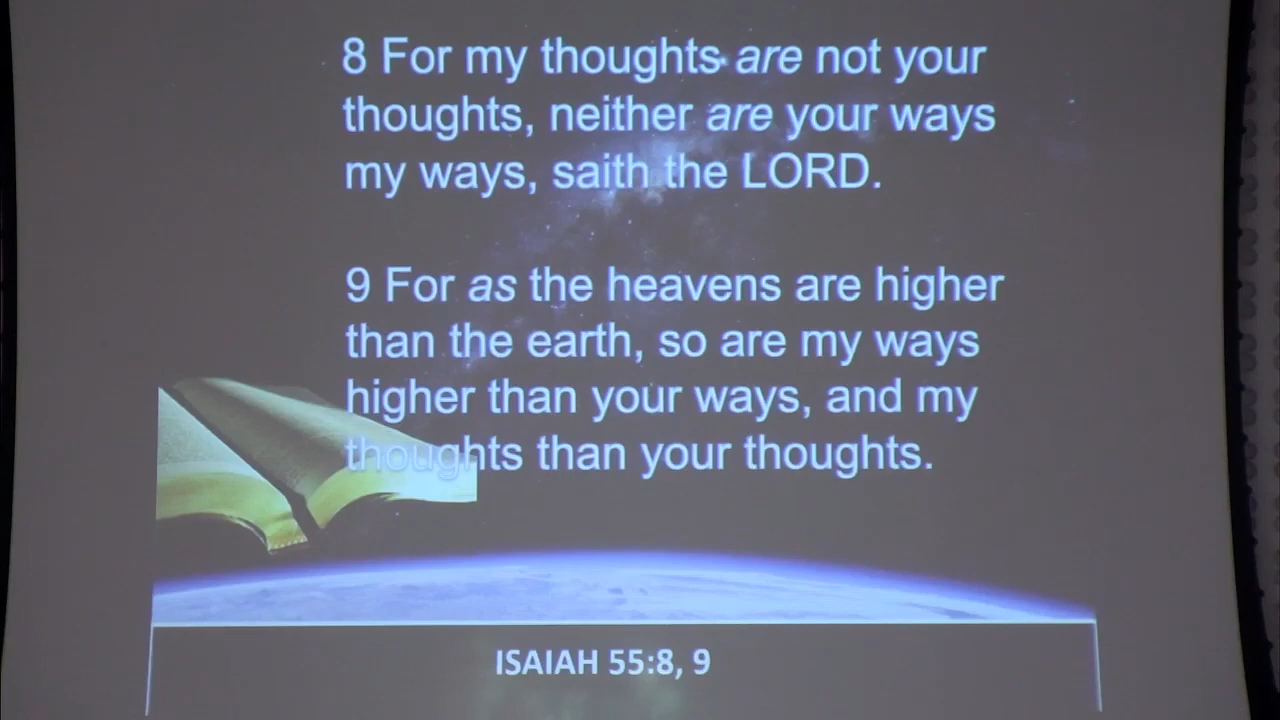 8 For my thoughts are not your
thoughts, neither are your ways
my ways, saith the LORD.
9 For as the heavens are higher
than the earth, so are my ways
higher than your ways, and my
thoughts than your thoughts.
ISAIAH 55:8, 9